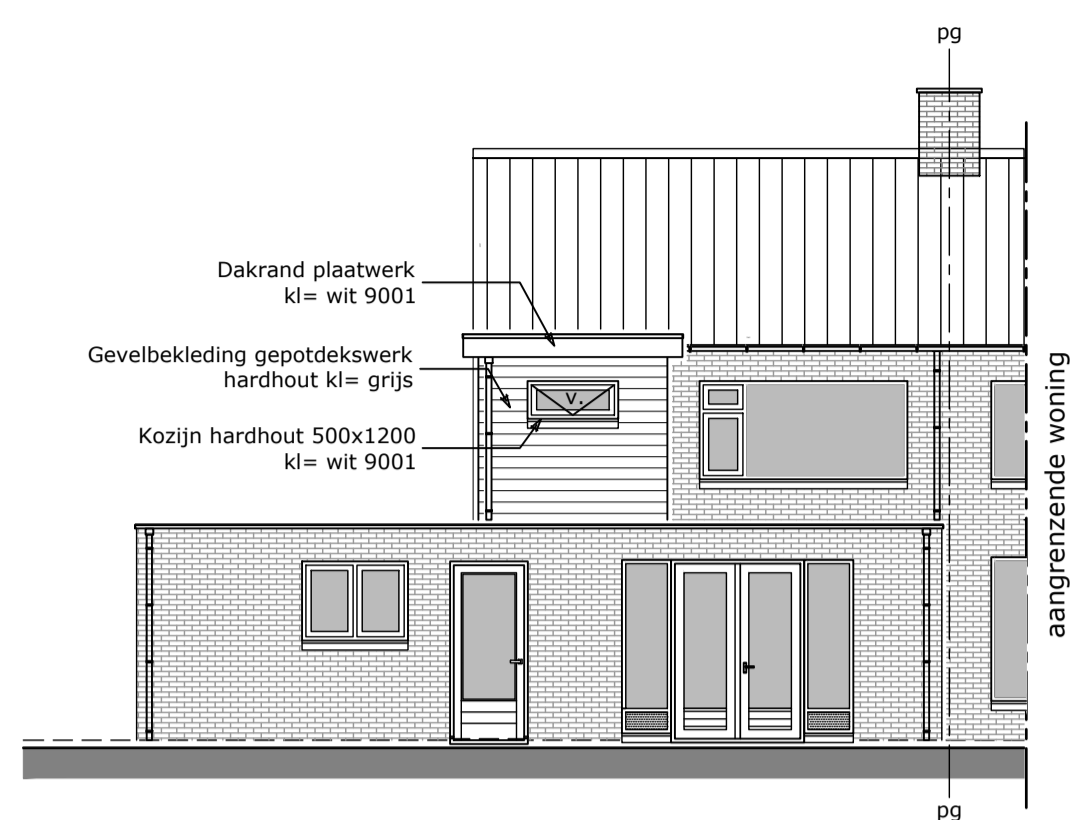 pg
Dakrand plaatwerk
kl= wit 9001
Gevelbekleding gepotdekswerk
hardhout kl= grijs
v.
Kozijn hardhout 500x1200
kl= wit 9001
aangrenzende woning
pg